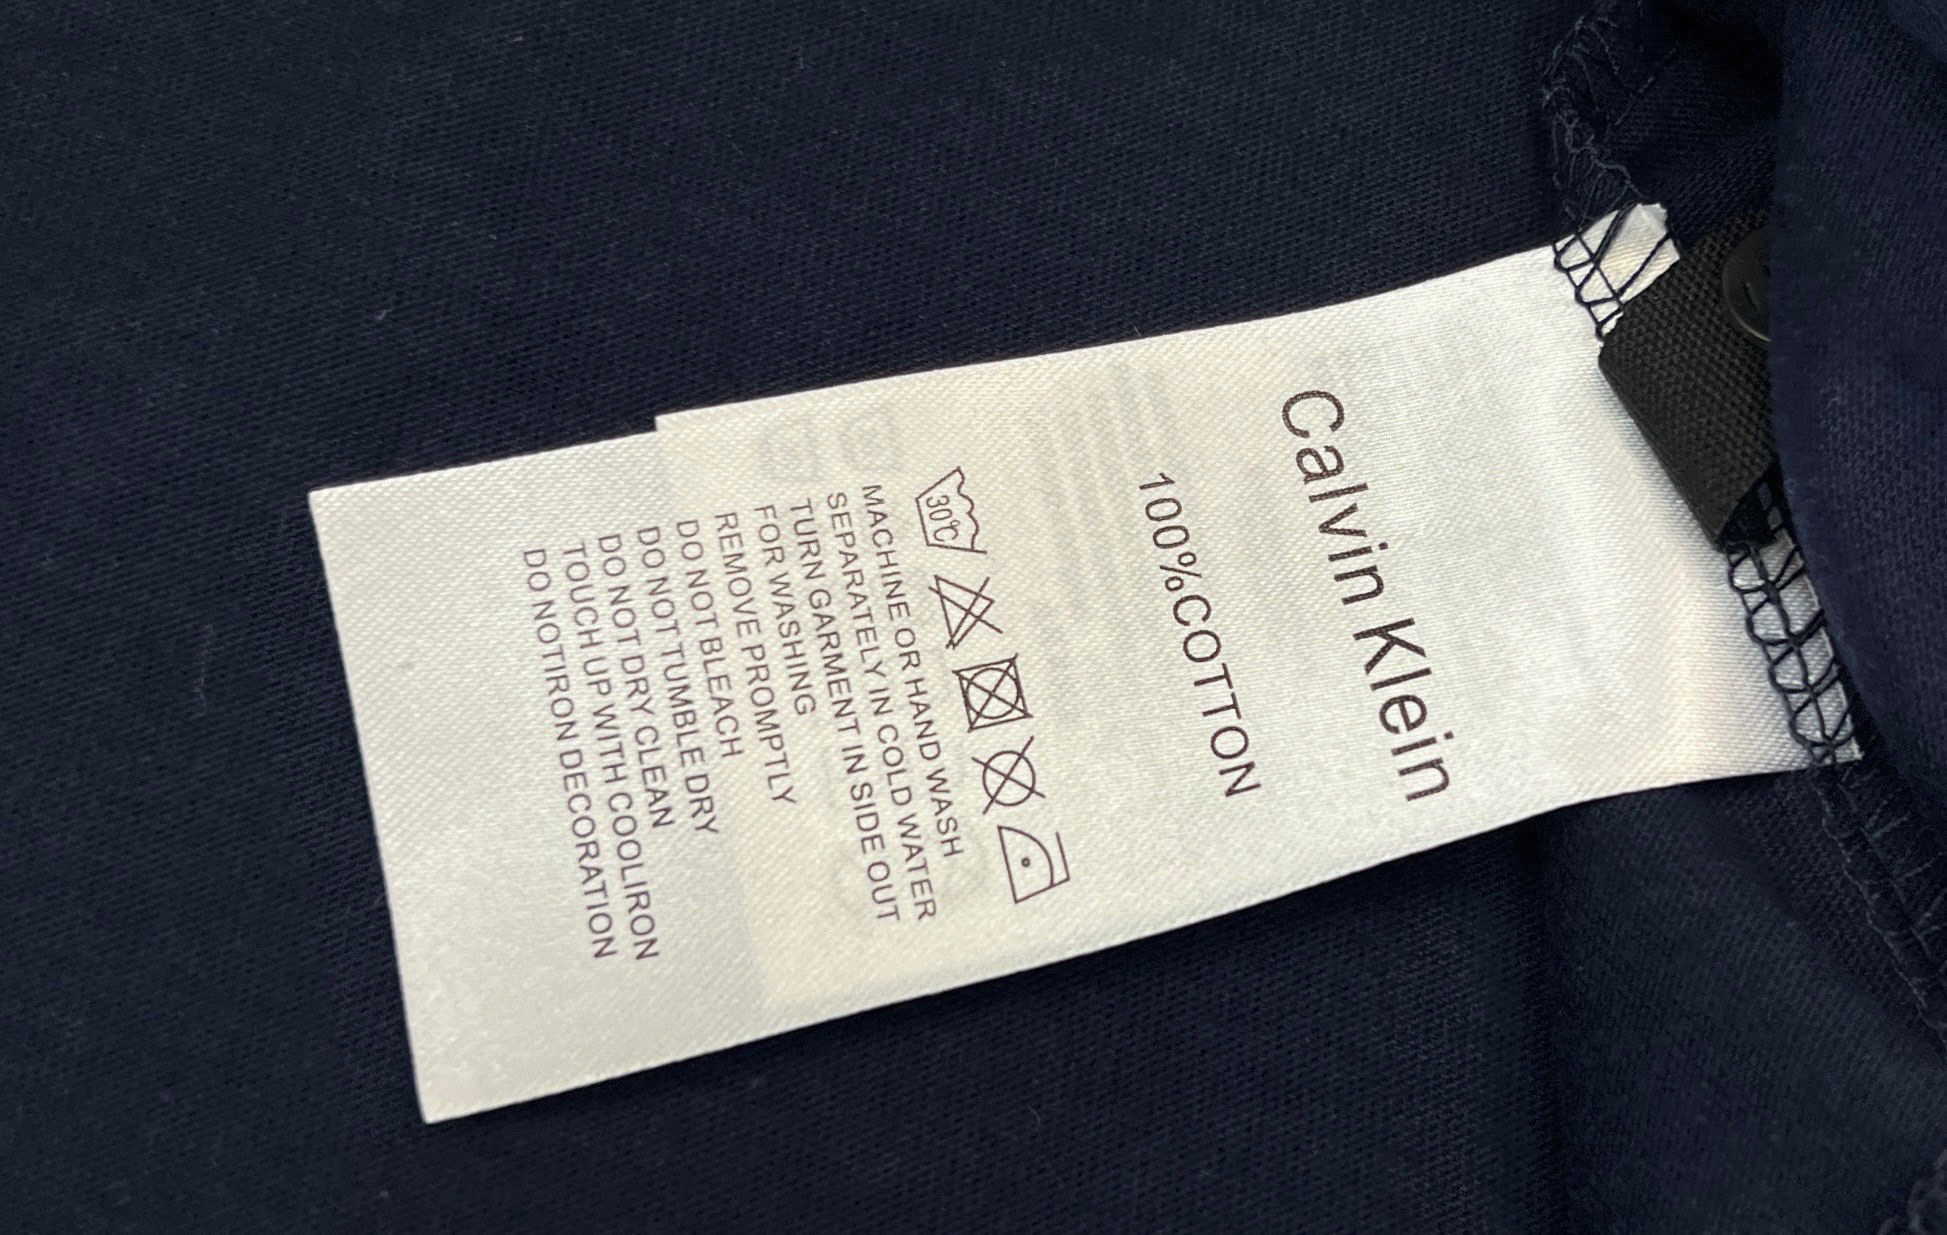 Calvin Klein
100%COTTON
30℃
MACHINE OR HAND WASH
SEPARATELY IN COLD WATER
TURN GARMENT IN SIDE OUT
FOR WASHING
REMOVE PROMPTLY
DO NOT BLEACH
DO NOT TUMBLE DRY
DO NOT DRY CLEAN
TOUCH UP WITH COOLIRON
DO NOTIRON DECORATION